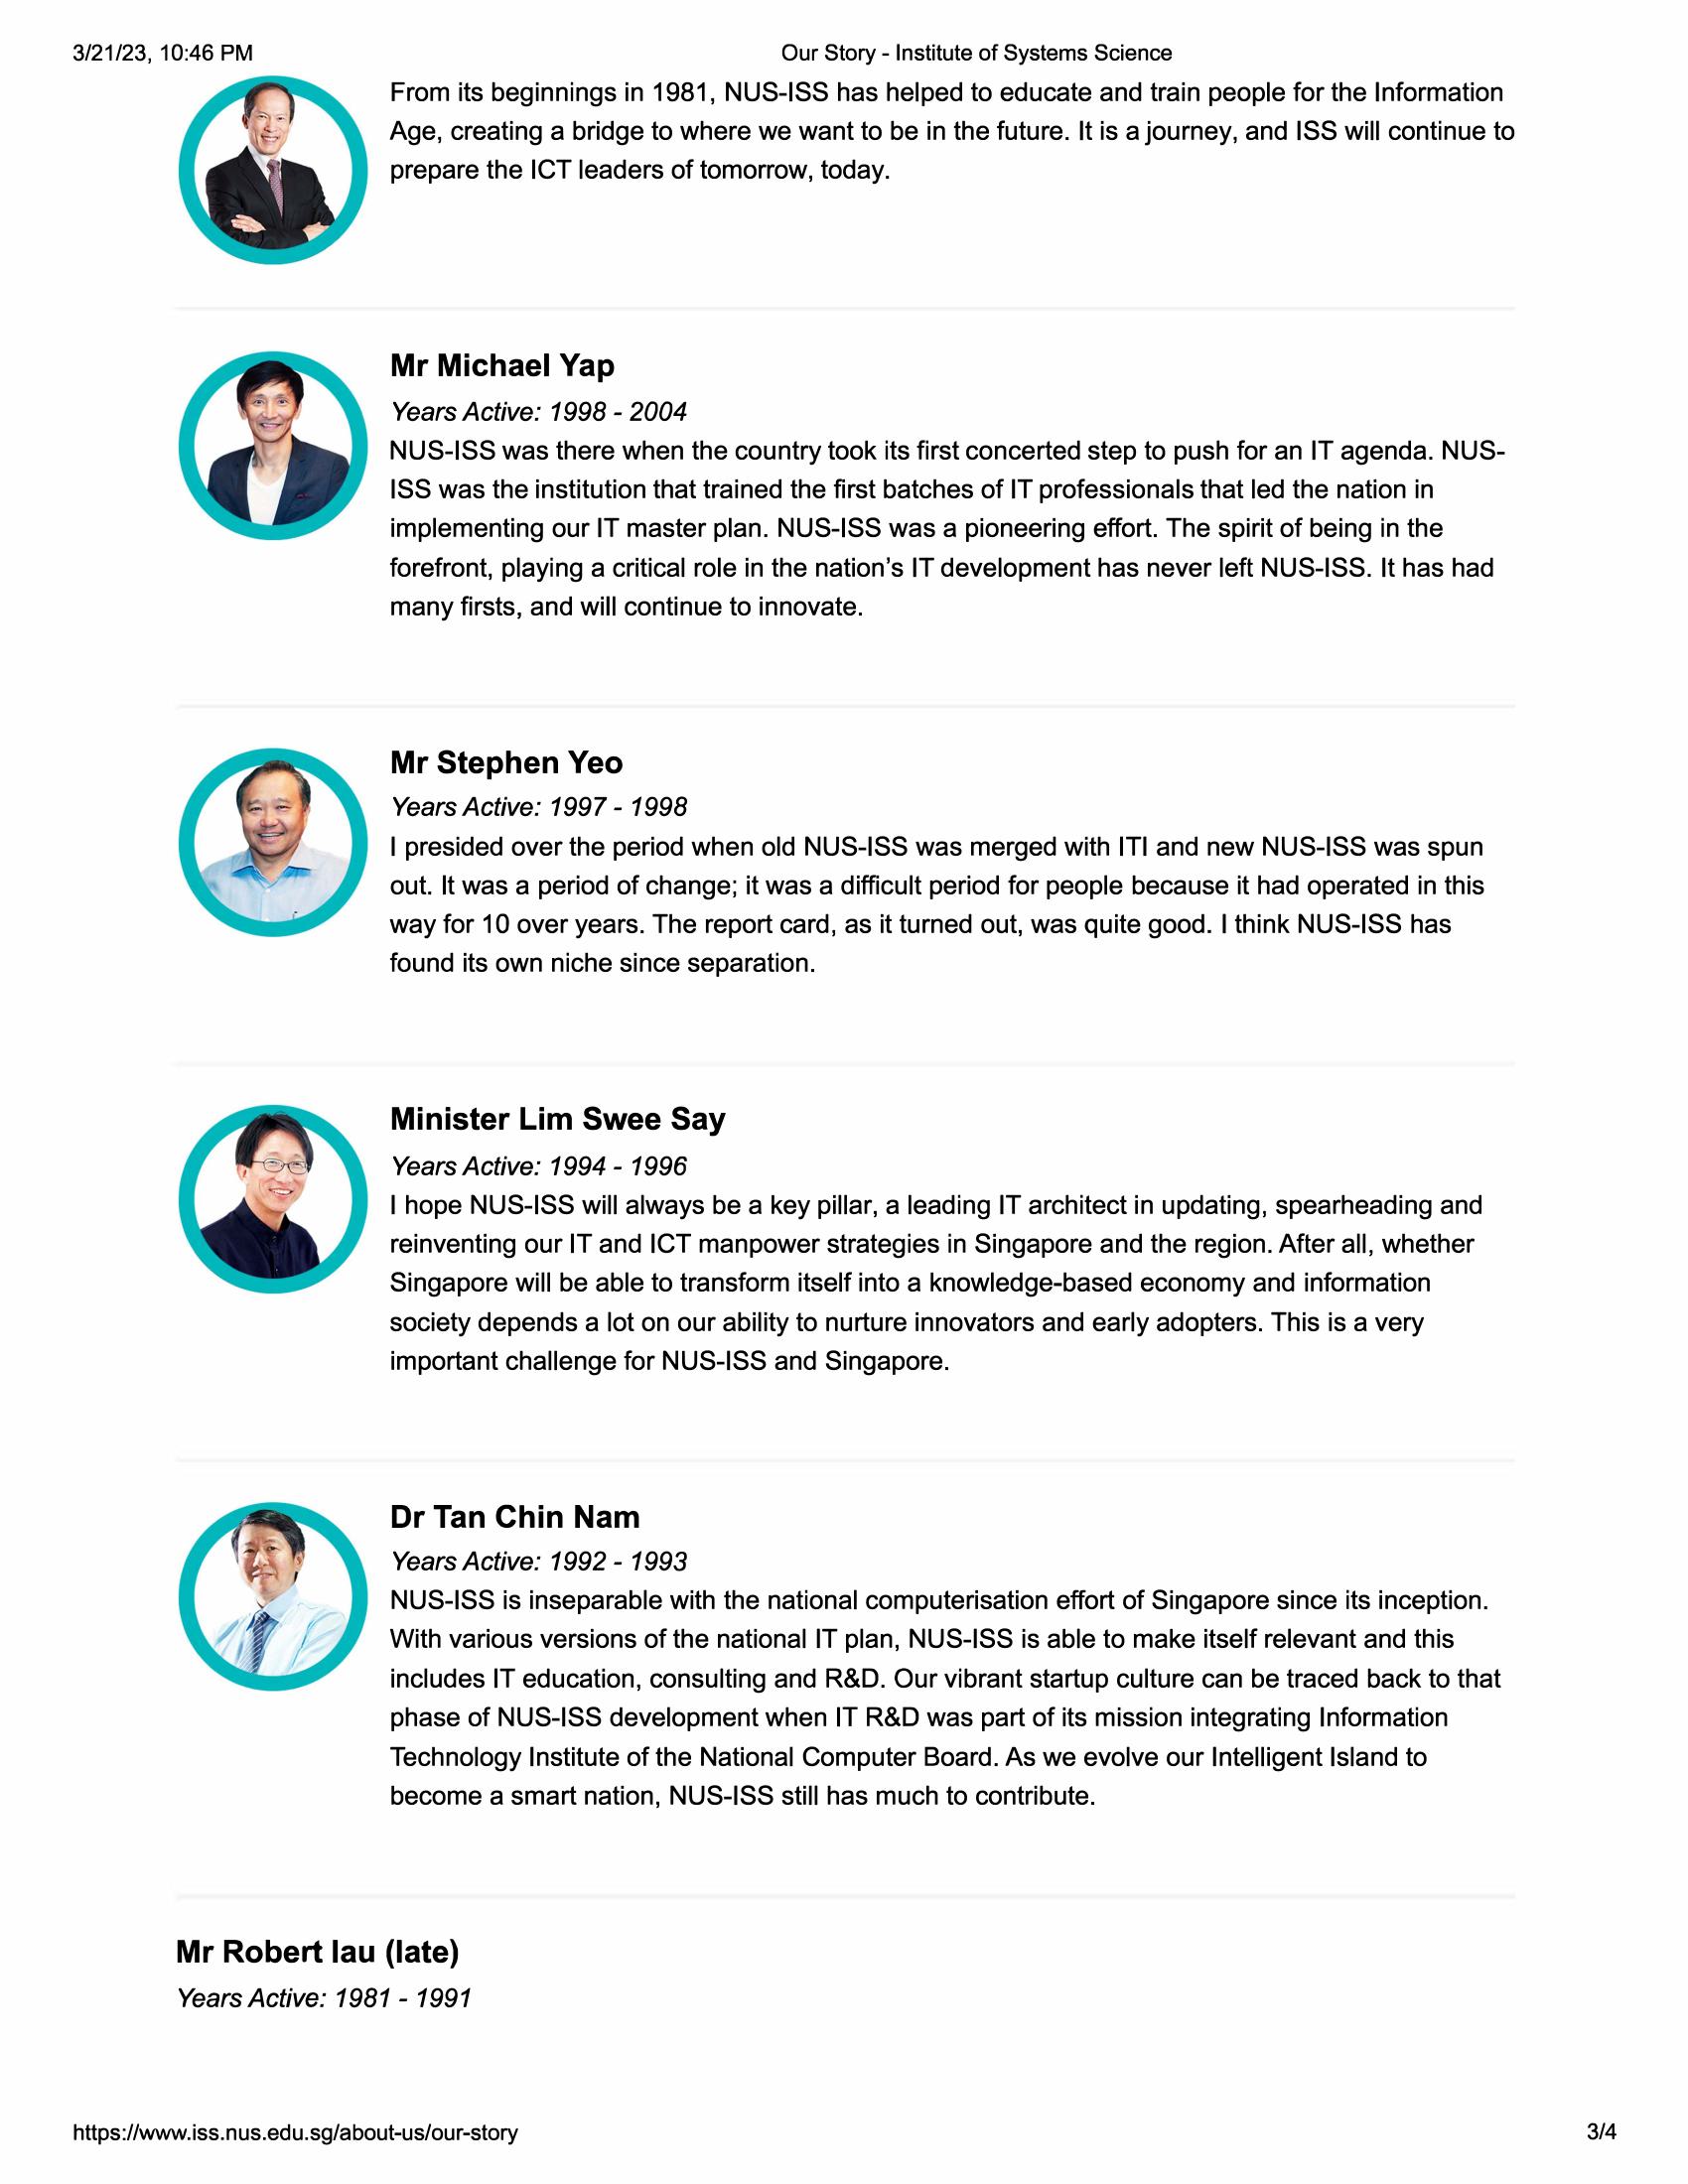 3/21/23, 10:46 PM
Our Story - Institute of Systems Science
From its beginnings in 1981, NUS-ISS has helped to educate and train people for the Information
Age, creating a bridge to where we want to be in the future. It is a journey, and ISS will continue to
prepare the ICT leaders of tomorrow, today.
Mr Michael Yap
Years Active: 1998 - 2004
NUS-ISS was there when the country took its first concerted step to push for an IT agenda. NUS-
ISS was the institution that trained the first batches of IT professionals that led the nation in
implementing our IT master plan. NUS-ISS was a pioneering effort. The spirit of being in the
forefront, playing a critical role in the nation’s IT development has never left NUS-ISS. It has had
many firsts, and will continue to innovate.
Mr Stephen Yeo
Years Active: 1997 - 1998
I presided over the period when old NUS-ISS was merged with ITI and new NUS-ISS was spun
out. It was a period of change; it was a difficult period for people because it had operated in this
way for 10 over years. The report card, as it turned out, was quite good. I think NUS-ISS has
found its own niche since separation.
Minister Lim Swee Say
Years Active: 1994 - 1996
I hope NUS-ISS will always be a key pillar, a leading IT architect in updating, spearheading and
reinventing our IT and ICT manpower strategies in Singapore and the region. After all, whether
Singapore will be able to transform itself into a knowledge-based economy and information
society depends a lot on our ability to nurture innovators and early adopters. This is a very
important challenge for NUS-ISS and Singapore.
Dr Tan Chin Nam
Years Active: 1992 - 1993
NUS-ISS is inseparable with the national computerisation effort of Singapore since its inception.
With various versions of the national IT plan, NUS-ISS is able to make itself relevant and this
includes IT education, consulting and R&D. Our vibrant startup culture can be traced back to that
phase of NUS-ISS development when IT R&D was part of its mission integrating Information
Technology Institute of the National Computer Board. As we evolve our Intelligent Island to
become a smart nation, NUS-ISS still has much to contribute.
Mr Robert Iau (late)
Years Active: 1981 - 1991
https://www.iss.nus.edu.sg/about-us/our-story
3/4